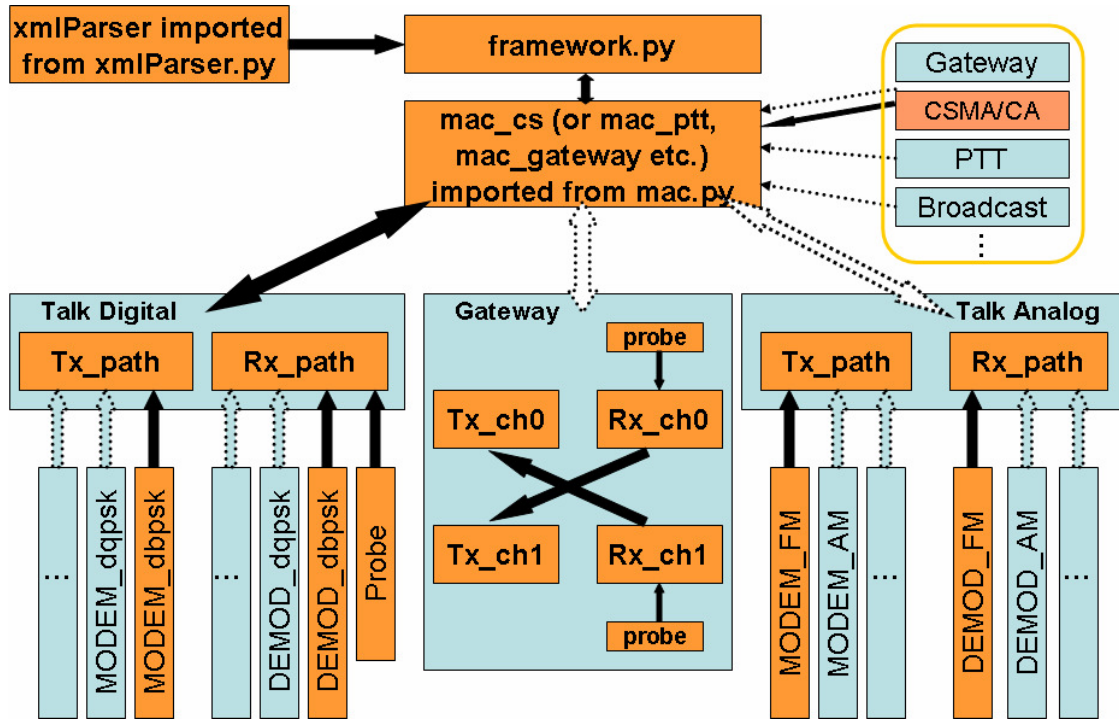 xmlParser imported
from xmlParser.py
framework.py
mac_cs (or mac_ptt,
mac_gateway etc.)
imported from mac.py
Gateway
CSMA/CA
PTT
Broadcast
...
Talk Digital
Tx_path
Rx_path
...
MODEM_dqpsk
MODEM_dbpsk
...
DEMOD_dqpsk
DEMOD_dbpsk
Probe
Gateway
probe
Tx_ch0
Rx_ch0
Tx_ch1
Rx_ch1
probe
Talk Analog
Tx_path
Rx_path
MODEM_FM
MODEM_AM
...
DEMOD_FM
DEMOD_AM
...